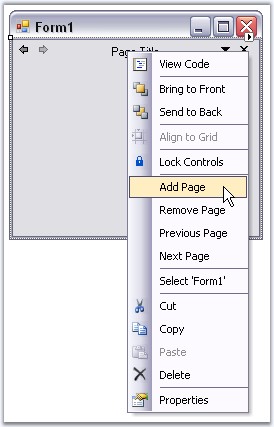 Form1
Page Title
View Code
Bring to Front
Send to Back
Align to Grid
Lock Controls
Add Page
Remove Page
Previous Page
Next Page
Select 'Form1'
Cut
Copy
Paste
Delete
Properties